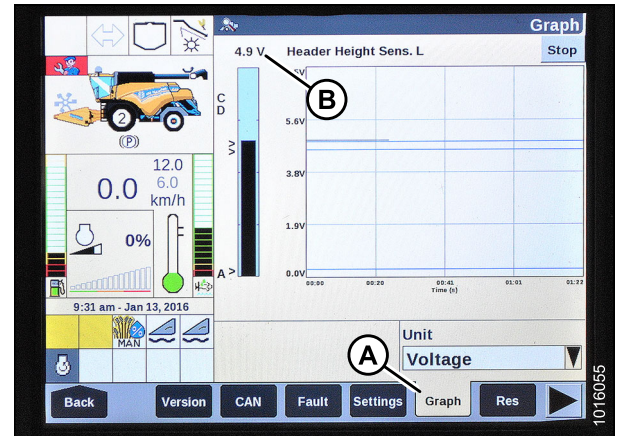 Graph
4.9 V
Header Height Sens. L
Stop
B
5V
C
D
5.6V
2
(P)
>
>
12.0
6.0
km/h
0.0
3.8V
0%
F
1.9V
A >
0.0V
00:00
00:20
00:41
01:01
01:22
Time (s)
9:31 am - Jan 13, 2016
MAN
A
Unit
Voltage
Back
Version
CAN
Fault
Settings
Graph
Res
1016055